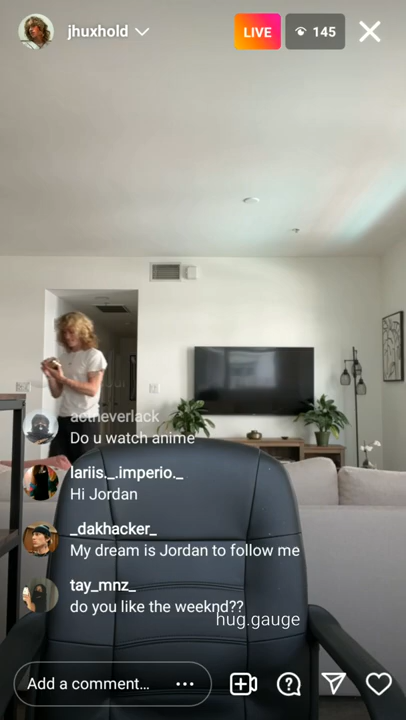 jhuxhold
LIVE
145
actheverlack
Do u watch anime
lariis._.imperio._
Hi Jordan
_dakhacker_
My dream is Jordan to follow me
tay_mnz_
do you like the weeknd??
hug.gauge
Add a comment...